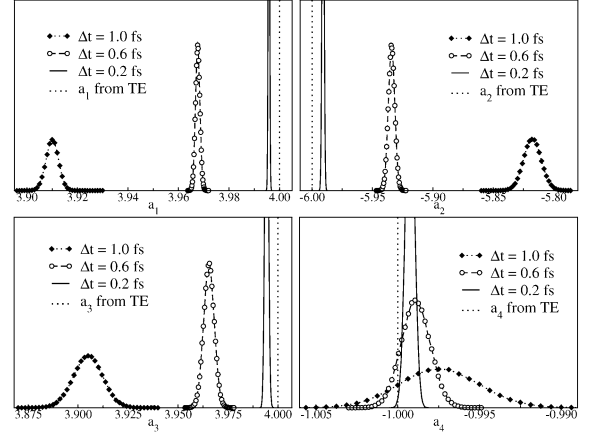 Δt = 1.0 fs
Δt = 0.6 fs
Δt = 0.2 fs
a1 from TE
3.90 3.92 3.94 3.96 3.98 4.00
a1
Δt = 1.0 fs
Δt = 0.6 fs
Δt = 0.2 fs
a2 from TE
-6.00 -5.95 -5.90 -5.85 -5.80
a2
Δt = 1.0 fs
Δt = 0.6 fs
Δt = 0.2 fs
a3 from TE
3.875 3.900 3.925 3.950 3.975 4.000
a3
Δt = 1.0 fs
Δt = 0.6 fs
Δt = 0.2 fs
a4 from TE
-1.005 -1.000 -0.995 -0.990
a4